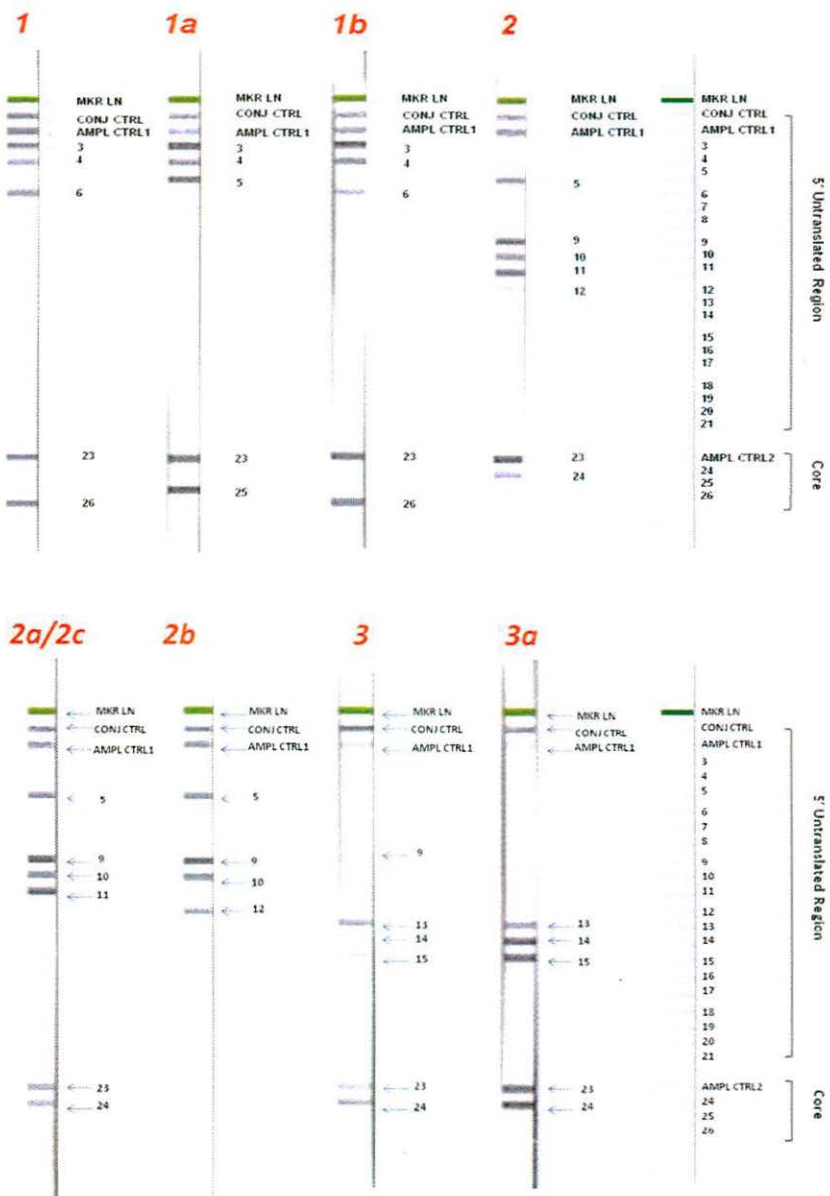 1
MKR LN
CONJ CTRL
AMPL CTRL1
3
4
6
23
26
1a
MKR LN
CONJ CTRL
AMPL CTRL1
3
4
5
23
25
1b
MKR LN
CONJ CTRL
AMPL CTRL1
3
4
6
23
26
2
MKR LN
CONJ CTRL
AMPL CTRL1
5
9
10
11
12
23
24
MKR LN
CONJ CTRL
AMPL CTRL1
3
4
5
6
7
8
9
10
11
12
13
14
15
16
17
18
19
20
21
AMPL CTRL2
24
25
26
5' Untranslated Region
Core
2a/2c
MKR LN
CONJ CTRL
AMPL CTRL1
5
9
10
11
23
24
2b
MKR LN
CONJ CTRL
AMPL CTRL1
5
9
10
12
3
MKR LN
CONJ CTRL
AMPL CTRL1
9
13
14
15
23
24
3a
MKR LN
CONJ CTRL
AMPL CTRL1
13
14
15
23
24
MKR LN
CONJ CTRL
AMPL CTRL1
3
4
5
6
7
8
9
10
11
12
13
14
15
16
17
18
19
20
21
AMPL CTRL2
24
25
26
5' Untranslated Region
Core